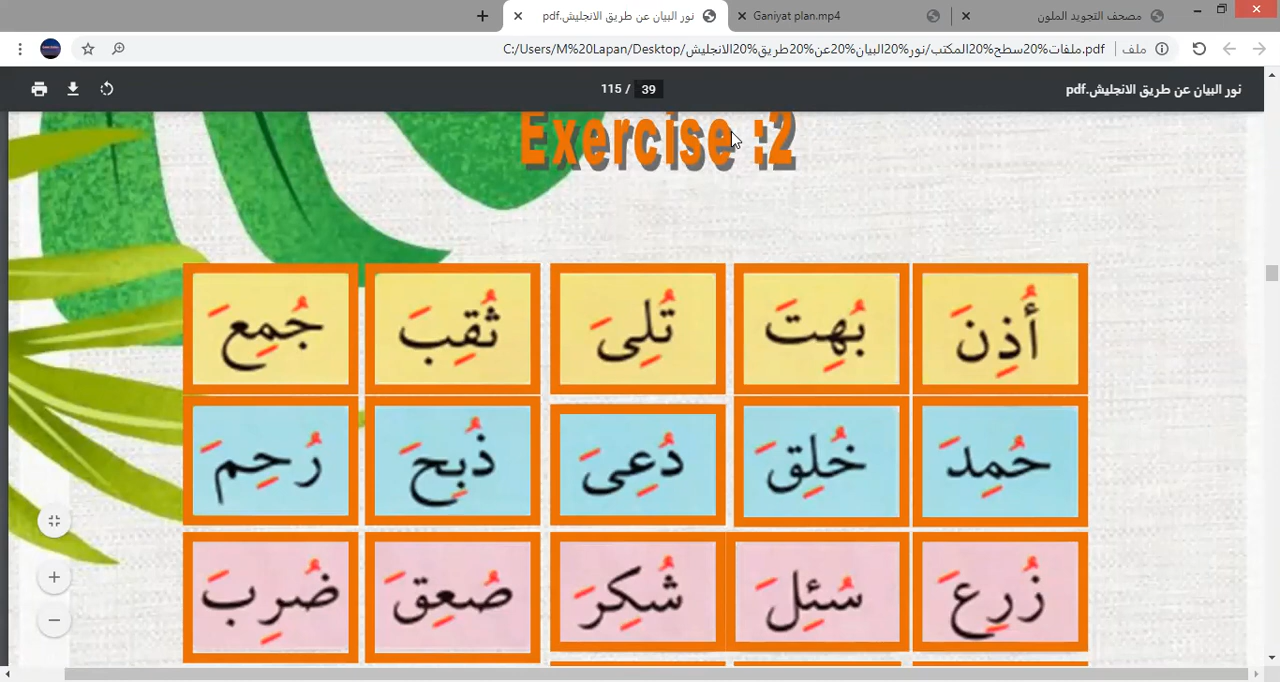 نور البيان عن طريق الانجليش.pdf
Ganiyat plan.mp4
مصحف التجويد الملون
C:/Users/M%20Lapan/Desktop/ملفات%20سطح%20المكتب/نور%20البيان%20عن%20طريق%20الانجليش.pdf
ملف
115 / 39
نور البيان عن طريق الانجليش.pdf
Exercise :2
أُذِنَ بُهِتَ تُلِىَ ثُقِبَ جُمِعَ
حُمِدَ خُلِقَ دُعِىَ ذُبِحَ رُحِمَ
زُرِعَ سُئِلَ شُكِرَ صُعِقَ ضُرِبَ